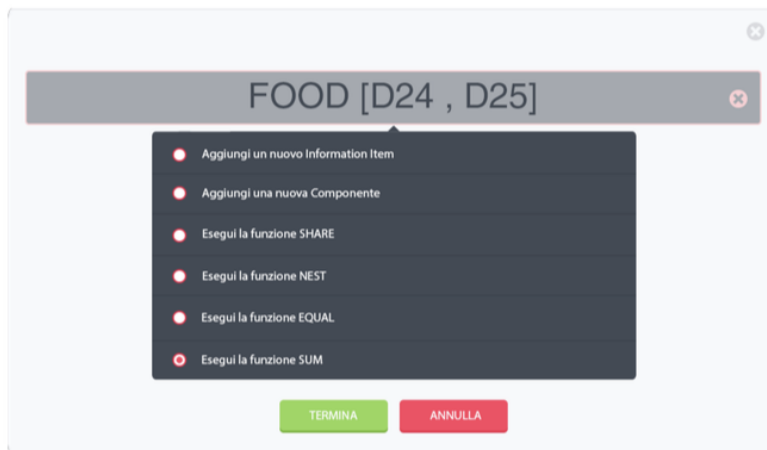 FOOD [D24 , D25]
Aggiungi un nuovo Information Item
Aggiungi una nuova Componente
Esegui la funzione SHARE
Esegui la funzione NEST
Esegui la funzione EQUAL
Esegui la funzione SUM
TERMINA ANNULLA